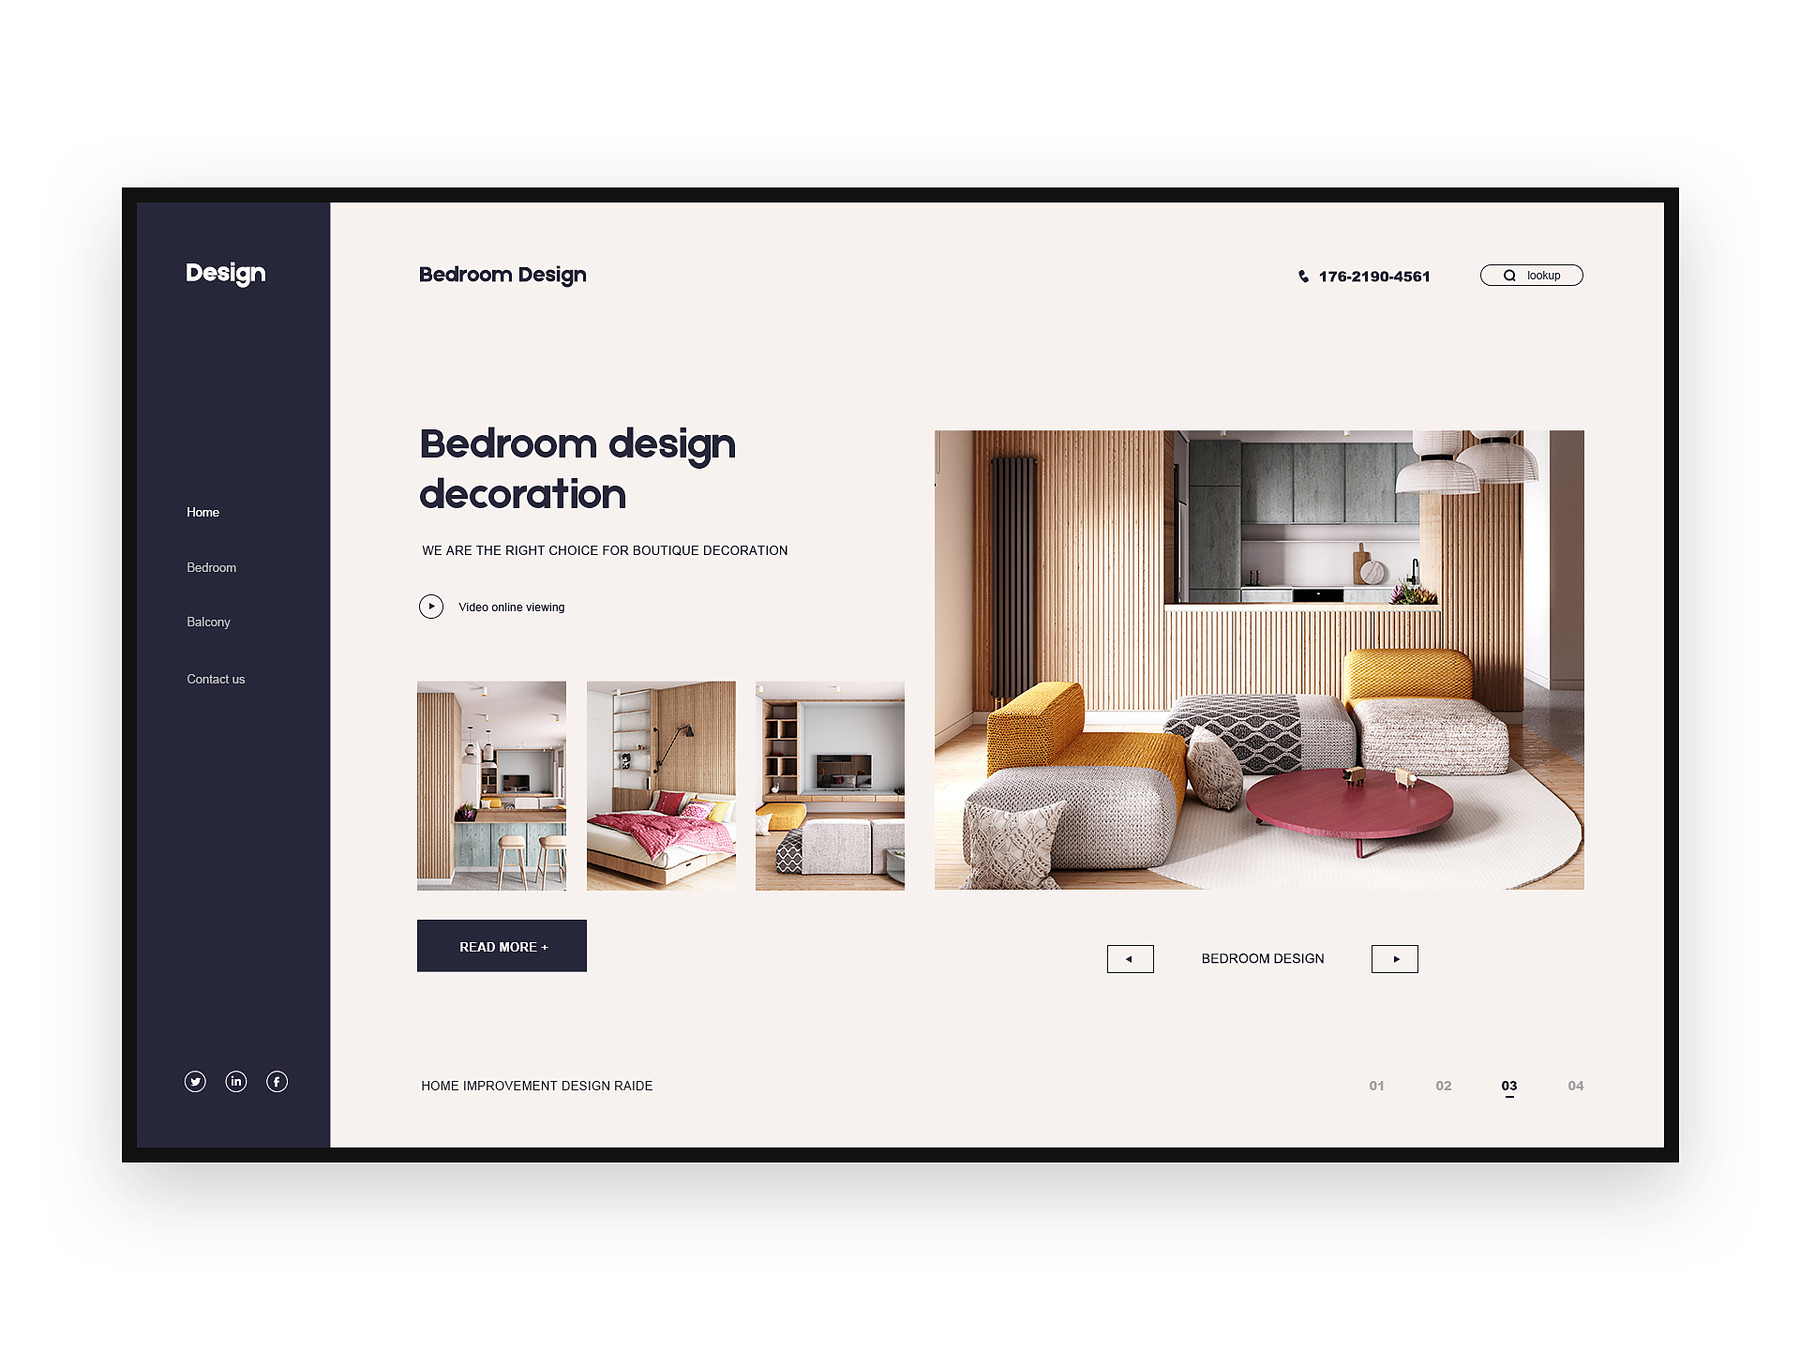 Design
Bedroom Design
176-2190-4561
lookup
Home
Bedroom
Balcony
Contact us
Bedroom design
decoration
WE ARE THE RIGHT CHOICE FOR BOUTIQUE DECORATION
Video online viewing
READ MORE +
BEDROOM DESIGN
HOME IMPROVEMENT DESIGN RAIDE
01 02 03 04